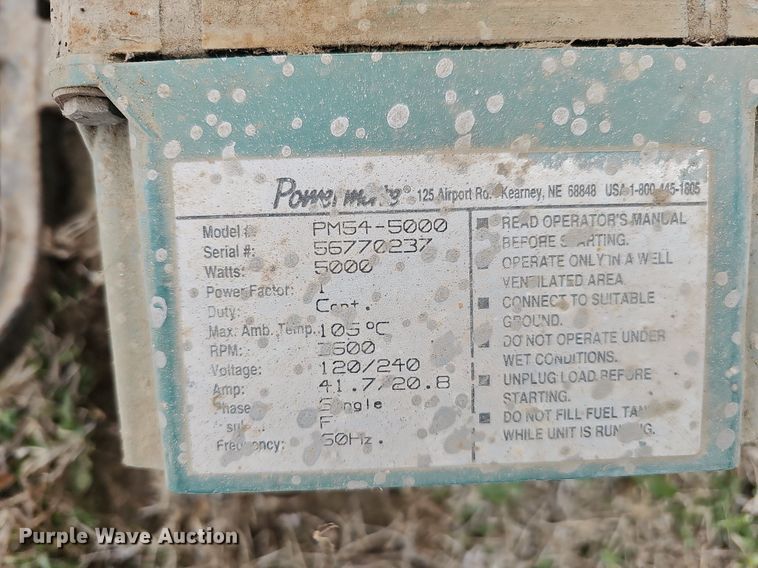 Powermate® 125 Airport Rd. Kearney, NE 68848 USA 1-800-445-1805
Model #: PM54-5000
Serial #: 56770237
Watts: 5000
Power Factor: 1
Duty: Cont.
Max. Amb. Temp. 105°C
RPM: 3600
Voltage: 120/240
Amp: 41.7/20.8
Phase: Single
F
Frequency: 60Hz.
READ OPERATOR'S MANUAL
BEFORE STARTING.
OPERATE ONLY IN A WELL
VENTILATED AREA
CONNECT TO SUITABLE
GROUND.
DO NOT OPERATE UNDER
WET CONDITIONS.
UNPLUG LOAD BEFORE
STARTING.
DO NOT FILL FUEL TANK
WHILE UNIT IS RUNNING.
Purple Wave Auction